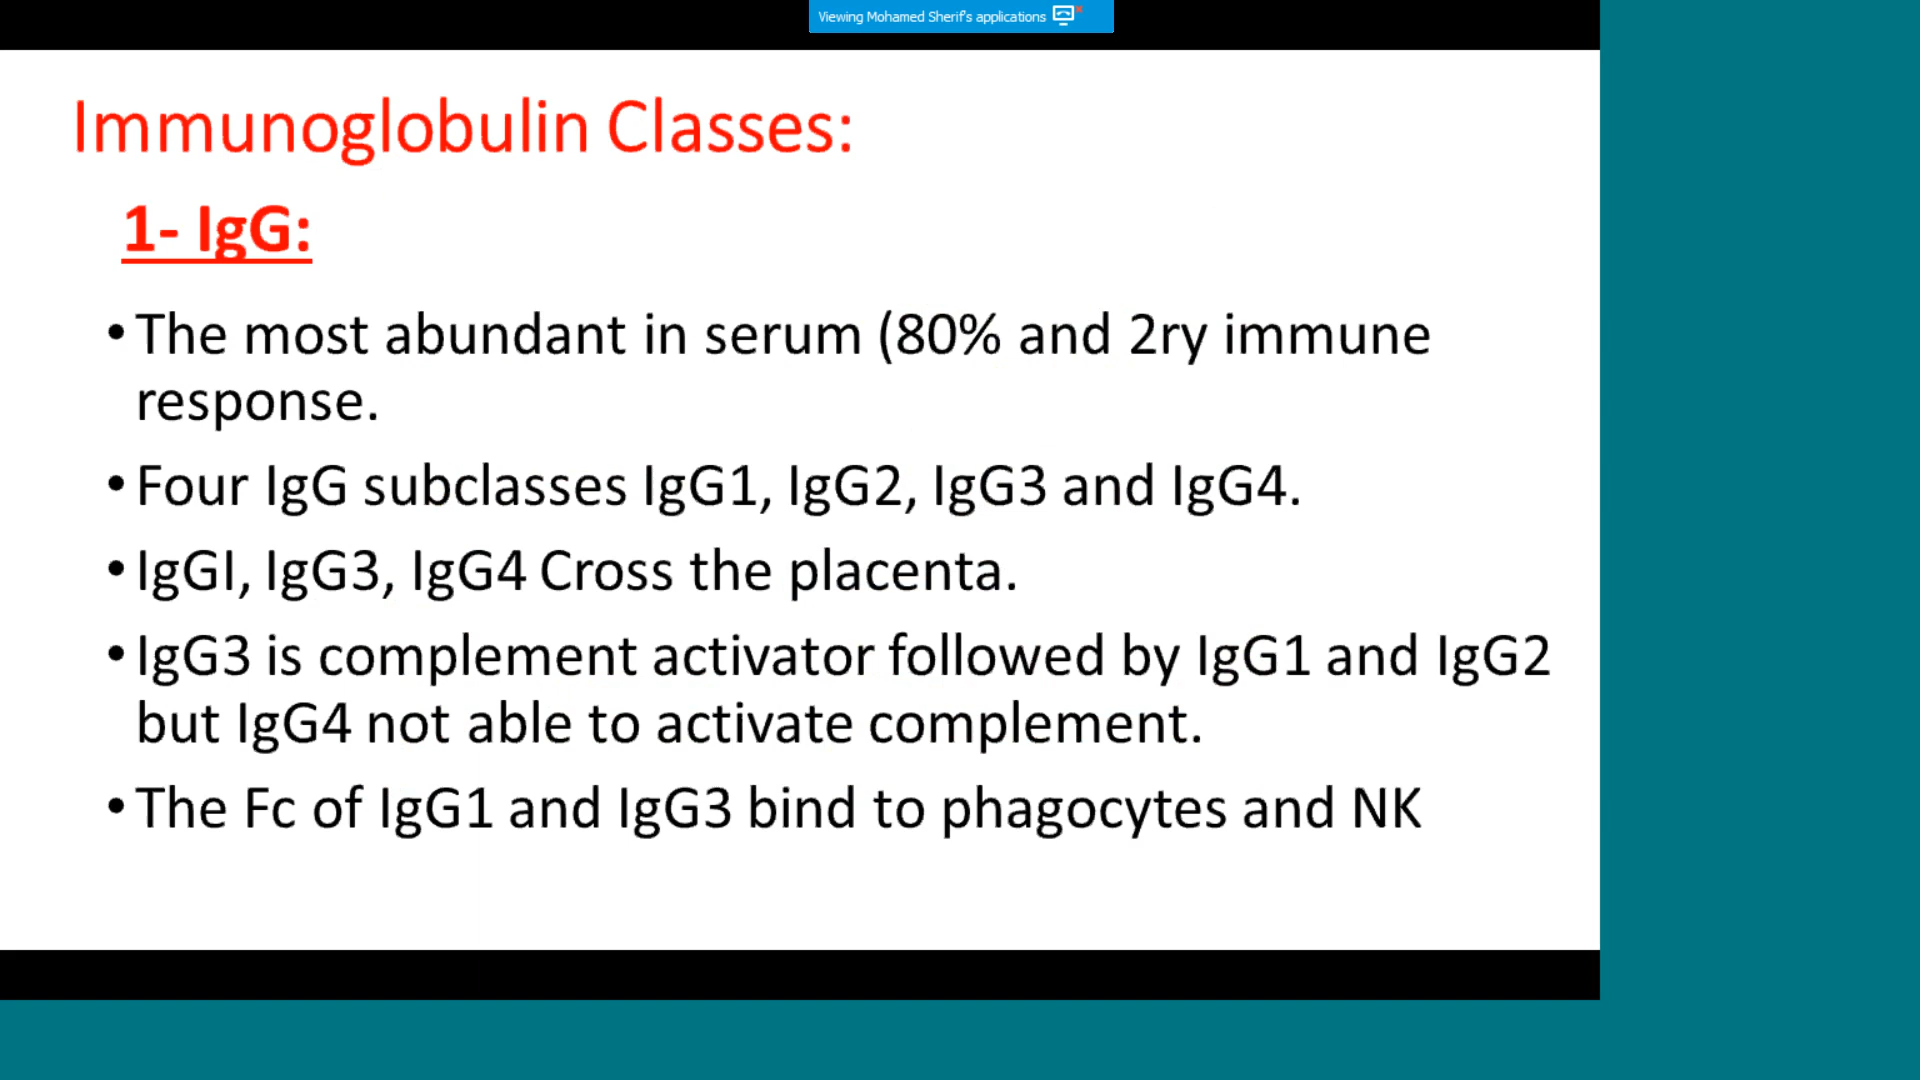 Viewing Mohamed Sherif's applications
Immunoglobulin Classes:
1- IgG:
•The most abundant in serum (80% and 2ry immune
response.
•Four IgG subclasses IgG1, IgG2, IgG3 and IgG4.
•IgGI, IgG3, IgG4 Cross the placenta.
•IgG3 is complement activator followed by IgG1 and IgG2
but IgG4 not able to activate complement.
•The Fc of IgG1 and IgG3 bind to phagocytes and NK